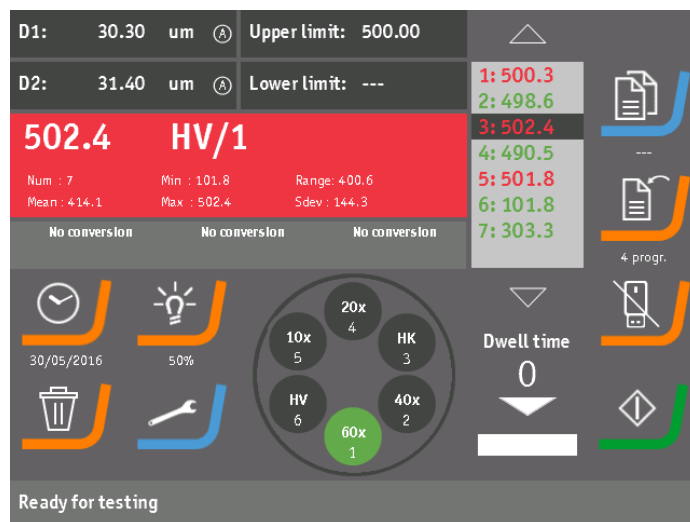 D1: 30.30 um A Upper limit: 500.00
D2: 31.40 um A Lower limit: ---
502.4 HV/1
Num : 7 Min : 101.8 Range: 400.6
Mean : 414.1 Max : 502.4 Sdev : 144.3
No conversion No conversion No conversion
1: 500.3
2: 498.6
3: 502.4
4: 490.5
5: 501.8
6: 101.8
7: 303.3
---
4 progr.
30/05/2016
50%
20x
4
10x
5
HK
3
HV
6
40x
2
60x
1
Dwell time
0
Ready for testing